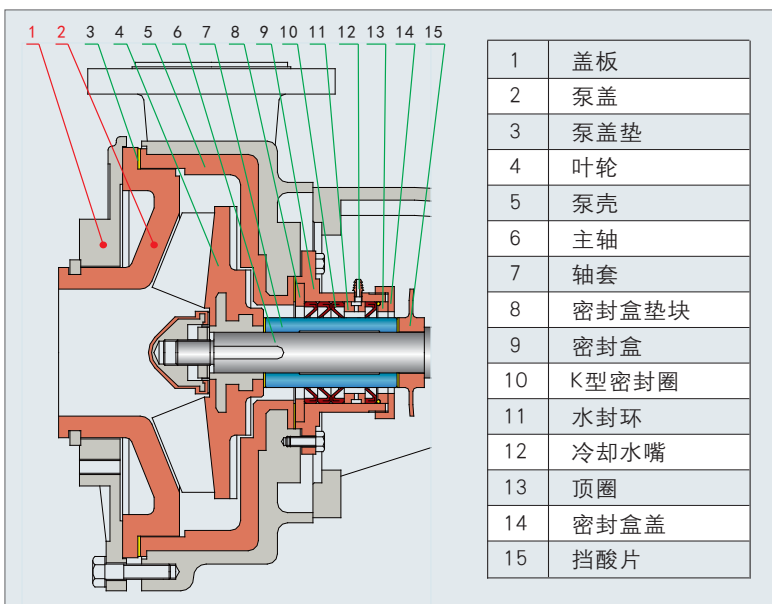 1 2 3 4 5 6 7 8 9 10 11 12 13 14 15
1 盖板
2 泵盖
3 泵盖垫
4 叶轮
5 泵壳
6 主轴
7 轴套
8 密封盒垫块
9 密封盒
10 K型密封圈
11 水封环
12 冷却水嘴
13 顶圈
14 密封盒盖
15 挡酸片